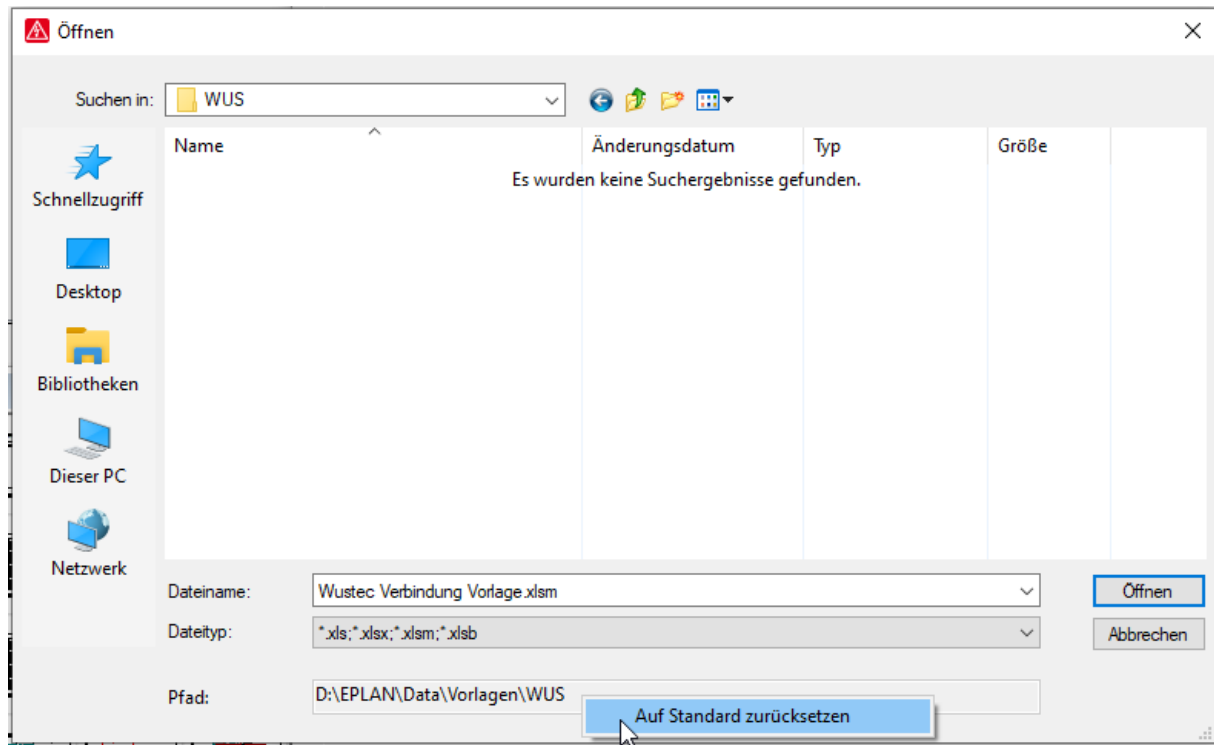 Öffnen
Suchen in: WUS
Name Änderungsdatum Typ Größe
Es wurden keine Suchergebnisse gefunden.
Schnellzugriff
Desktop
Bibliotheken
Dieser PC
Netzwerk
Dateiname: Wustec Verbindung Vorlage.xlsm Öffnen
Dateityp: *.xls;*.xlsx;*.xlsm;*.xlsb Abbrechen
Pfad: D:\EPLAN\Data\Vorlagen\WUS
Auf Standard zurücksetzen